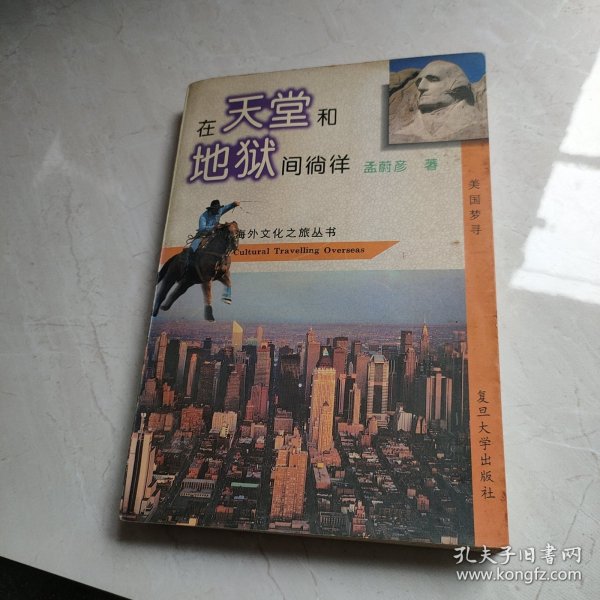 在天堂和
地狱间徜徉 孟蔚彦 著
美国梦寻
海外文化之旅丛书
Cultural Travelling Overseas
复旦大学出版社
孔夫子旧书网
www.kongfz.com